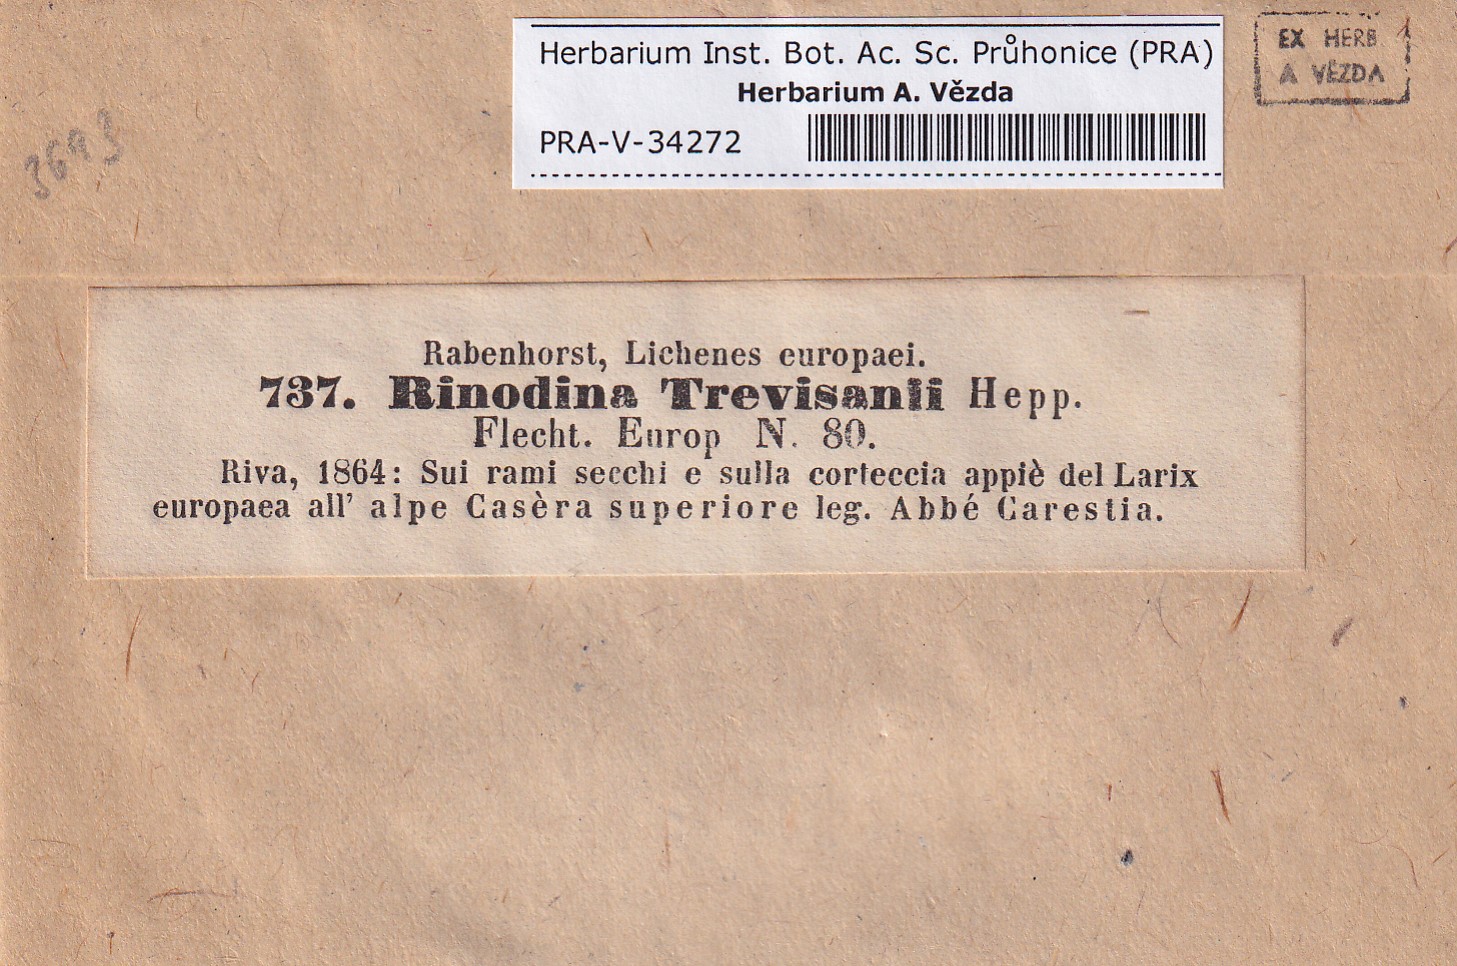 Herbarium Inst. Bot. Ac. Sc. Průhonice (PRA)
Herbarium A. Vězda
PRA-V-34272
EX HERB
A VĚZDA
3693
Rabenhorst, Lichenes europaei.
737. Rinodina Trevisanii Hepp.
Flecht. Europ N. 80.
Riva, 1864: Sui rami secchi e sulla corteccia appiè del Larix
europaea all' alpe Casèra superiore leg. Abbé Carestia.